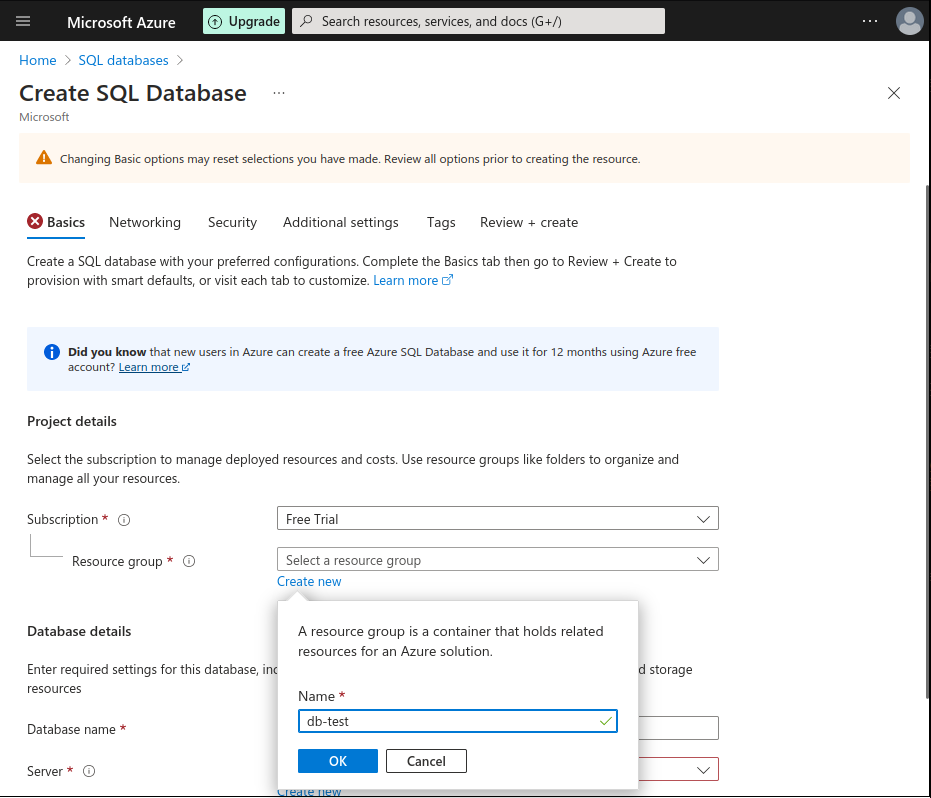 Microsoft Azure
Upgrade
Search resources, services, and docs (G+/)
Home > SQL databases >
Create SQL Database ...
Microsoft
Changing Basic options may reset selections you have made. Review all options prior to creating the resource.
Basics Networking Security Additional settings Tags Review + create
Create a SQL database with your preferred configurations. Complete the Basics tab then go to Review + Create to
provision with smart defaults, or visit each tab to customize. Learn more
Did you know that new users in Azure can create a free Azure SQL Database and use it for 12 months using Azure free
account? Learn more
Project details
Select the subscription to manage deployed resources and costs. Use resource groups like folders to organize and
manage all your resources.
Subscription *
Free Trial
Resource group *
Select a resource group
Create new
A resource group is a container that holds related
resources for an Azure solution.
Name *
db-test
OK
Cancel
Database details
Enter required settings for this database, d storage
resources
Database name *
Server *
Create new